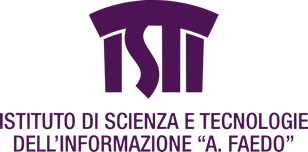 ISTI
ISTITUTO DI SCIENZA E TECNOLOGIE
DELL'INFORMAZIONE "A. FAEDO"